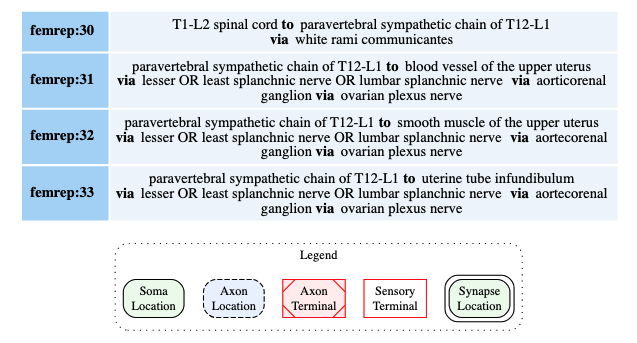 femrep:30
T1-L2 spinal cord to paravertebral sympathetic chain of T12-L1
via white rami communicantes
femrep:31
paravertebral sympathetic chain of T12-L1 to blood vessel of the upper uterus
via lesser OR least splanchnic nerve OR lumbar splanchnic nerve via aorticorenal
ganglion via ovarian plexus nerve
femrep:32
paravertebral sympathetic chain of T12-L1 to smooth muscle of the upper uterus
via lesser OR least splanchnic nerve OR lumbar splanchnic nerve via aortecorenal
ganglion via ovarian plexus nerve
femrep:33
paravertebral sympathetic chain of T12-L1 to uterine tube infundibulum
via lesser OR least splanchnic nerve OR lumbar splanchnic nerve via aortecorenal
ganglion via ovarian plexus nerve
Legend
Soma
Location
Axon
Location
Axon
Terminal
Sensory
Terminal
Synapse
Location